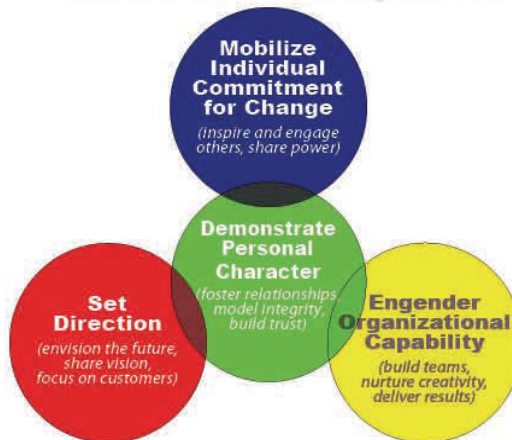 Mobilize
Individual
Commitment
for Change
(inspire and engage
others, share power)
Demonstrate
Personal
Character
(foster relationships,
model integrity,
build trust)
Set
Direction
(envision the future,
share vision,
focus on customers)
Engender
Organizational
Capability
(build teams,
nurture creativity,
deliver results)